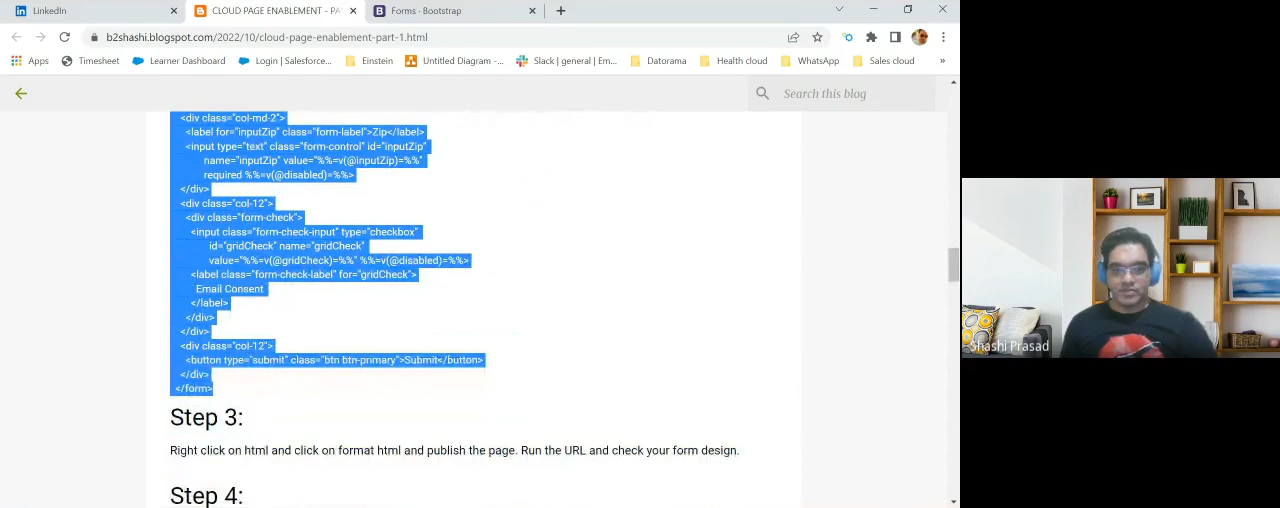 LinkedIn
CLOUD PAGE ENABLEMENT - PA
Forms · Bootstrap
b2shashi.blogspot.com/2022/10/cloud-page-enablement-part-1.html
Apps
Timesheet
Learner Dashboard
Login | Salesforce...
Einstein
Untitled Diagram -...
Slack | general | Em...
Datorama
Health cloud
WhatsApp
Sales cloud
»
Search this blog
<div class="col-md-2">
<label for="inputZip" class="form-label">Zip</label>
<input type="text" class="form-control" id="inputZip"
name="inputZip" value="%%=v(@inputZip)=%%"
required %%=v(@disabled)=%%>
</div>
<div class="col-12">
<div class="form-check">
<input class="form-check-input" type="checkbox"
id="gridCheck" name="gridCheck"
value="%%=v(@gridCheck)=%%" %%=v(@disabled)=%%>
<label class="form-check-label" for="gridCheck">
Email Consent
</label>
</div>
</div>
<div class="col-12">
<button type="submit" class="btn btn-primary">Submit</button>
</div>
</form>
Step 3:
Right click on html and click on format html and publish the page. Run the URL and check your form design.
Step 4:
Shashi Prasad